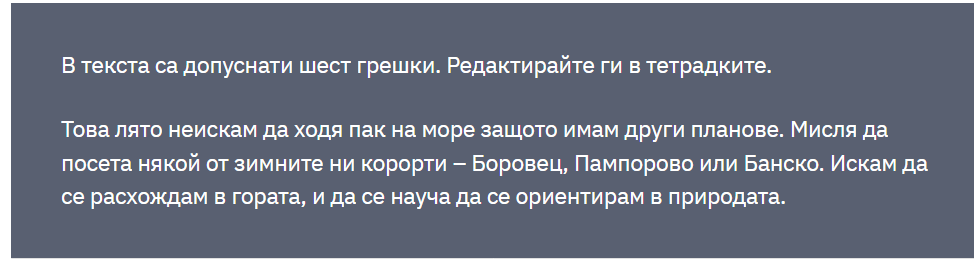 В текста са допуснати шест грешки. Редактирайте ги в тетрадките.
Това лято неискам да ходя пак на море защото имам други планове. Мисля да
посета някой от зимните ни корорти – Боровец, Пампорово или Банско. Искам да
се расхождам в гората, и да се науча да се ориентирам в природата.